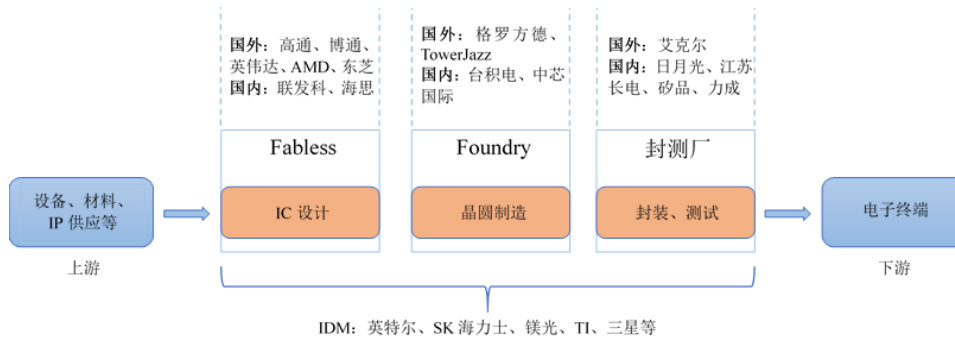 国外：高通、博通、
英伟达、AMD、东芝
国内：联发科、海思
国外：格罗方德、
TowerJazz
国内：台积电、中芯
国际
国外：艾克尔
国内：日月光、江苏
长电、矽品、力成
Fabless
Foundry
封测厂
设备、材料、
IP 供应等
IC 设计
晶圆制造
封装、测试
电子终端
上游
下游
IDM：英特尔、SK 海力士、镁光、TI、三星等